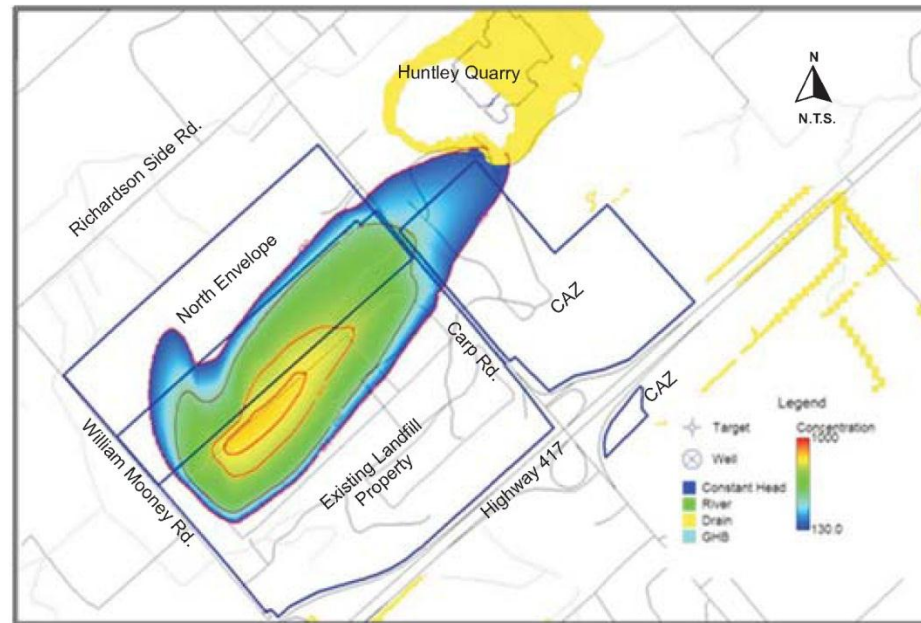 Huntley Quarry
N
N.T.S.
Richardson Side Rd.
North Envelope
CAZ
Carp Rd.
CAZ
William Mooney Rd.
Existing Landfill
Property
Highway 417
Legend
Target
Well
Constant Head
River
Drain
GHB
Concentration
1000
130.0